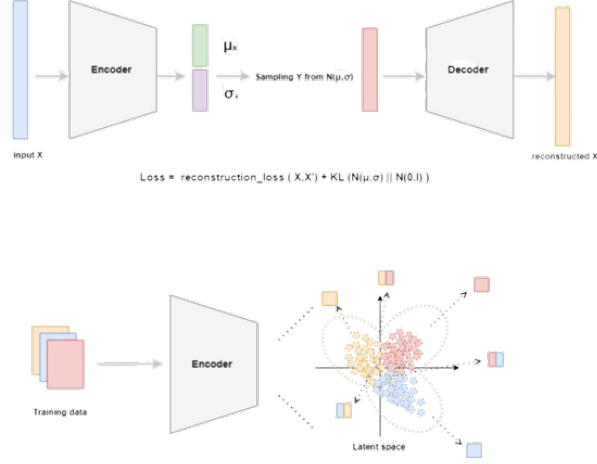 Encoder
μₓ
σₓ
Sampling Y from N(μ,σ)
Decoder
input X
reconstructed X
Loss = reconstruction_loss ( X,X') + KL (N(μ,σ) || N(0,I) )
Encoder
Training data
Latent space